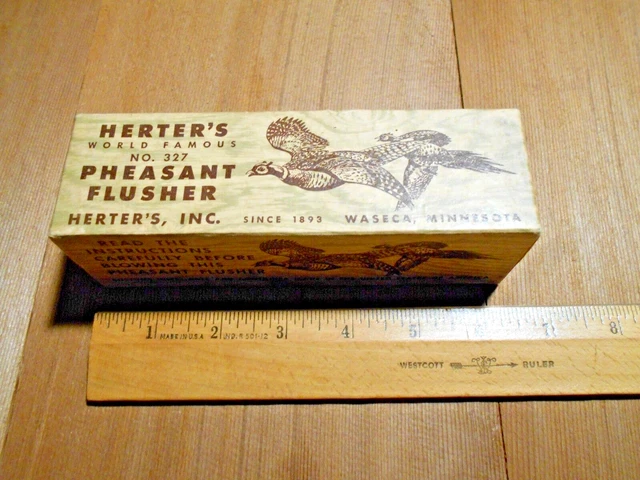 HERTER'S
WORLD FAMOUS
NO. 327
PHEASANT
FLUSHER
HERTER'S, INC. SINCE 1893 WASECA, MINNESOTA
READ THE
INSTRUCTIONS
CAREFULLY BEFORE
BLOWING THIS
PHEASANT FLUSHER
1 2 3 4 5 6 7 8
MADE IN U.S.A.
WESTCOTT RULER